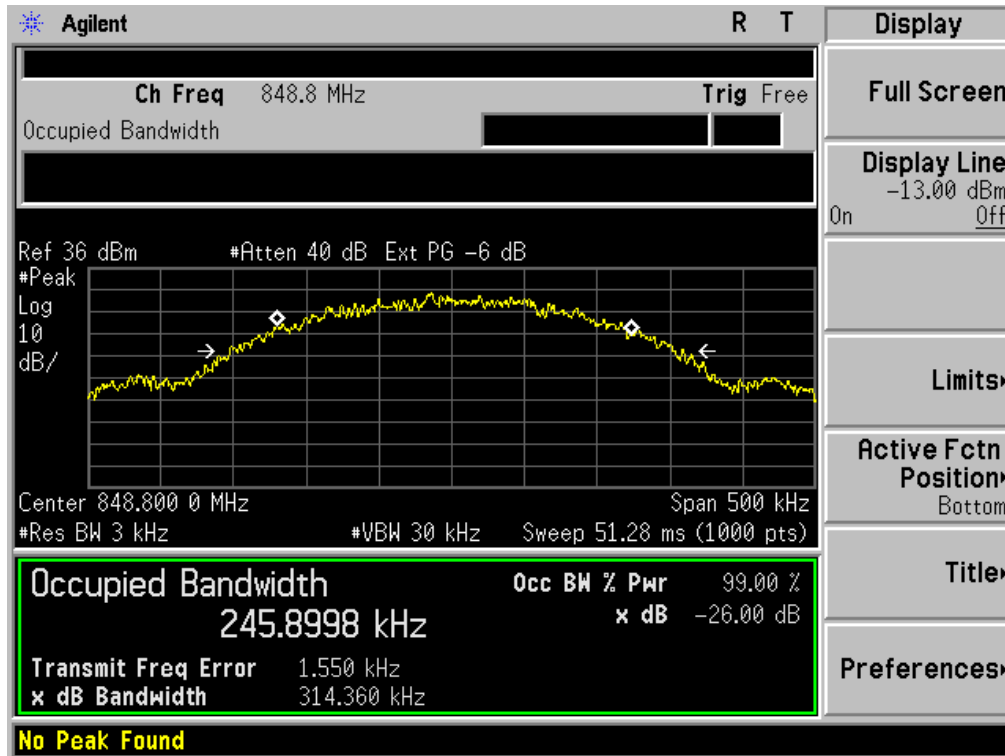 Agilent R T Display
Ch Freq 848.8 MHz Trig Free
Occupied Bandwidth
Full Screen
Display Line
-13.00 dBm
On Off
Ref 36 dBm #Atten 40 dB Ext PG -6 dB
#Peak
Log
10
dB/
Limits
Active Fctn
Position
Bottom
Center 848.800 0 MHz Span 500 kHz
#Res BW 3 kHz #VBW 30 kHz Sweep 51.28 ms (1000 pts)
Occupied Bandwidth
245.8998 kHz
Occ BW % Pwr 99.00 %
x dB -26.00 dB
Transmit Freq Error 1.550 kHz
x dB Bandwidth 314.360 kHz
Title
Preferences
No Peak Found